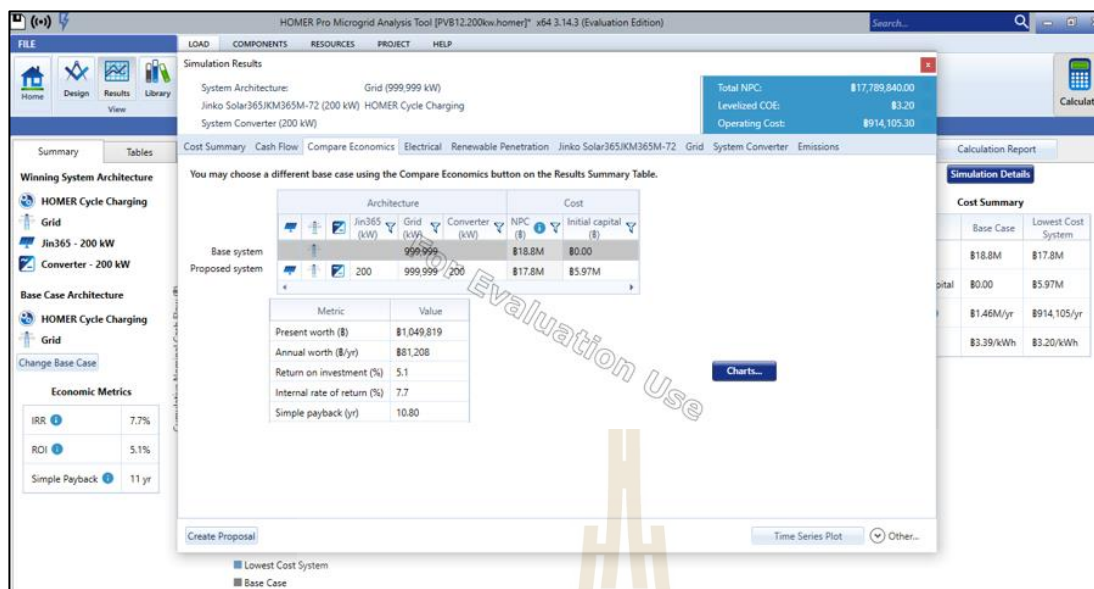 HOMER Pro Microgrid Analysis Tool [PVB12.200kw.homer]* x64 3.14.3 (Evaluation Edition)
Search...
FILE
LOAD COMPONENTS RESOURCES PROJECT HELP
Home Design Results Library
View
Calculat
Simulation Results
System Architecture: Grid (999,999 kW)
Jinko Solar365JKM365M-72 (200 kW) HOMER Cycle Charging
System Converter (200 kW)
Total NPC: ฿17,789,840.00
Levelized COE: ฿3.20
Operating Cost: ฿914,105.30
Summary Tables
Cost Summary Cash Flow Compare Economics Electrical Renewable Penetration Jinko Solar365JKM365M-72 Grid System Converter Emissions
Calculation Report
Simulation Details
Winning System Architecture
HOMER Cycle Charging
Grid
Jin365 - 200 kW
Converter - 200 kW
Base Case Architecture
HOMER Cycle Charging
Grid
Change Base Case
Economic Metrics
IRR 7.7%
ROI 5.1%
Simple Payback 11 yr
You may choose a different base case using the Compare Economics button on the Results Summary Table.
Architecture Cost
Jin365 (kW) Grid (kW) Converter (kW) NPC (฿) Initial capital (฿)
Base system 999,999 ฿18.8M ฿0.00
Proposed system 200 999,999 200 ฿17.8M ฿5.97M
Metric Value
Present worth (฿) ฿1,049,819
Annual worth (฿/yr) ฿81,208
Return on investment (%) 5.1
Internal rate of return (%) 7.7
Simple payback (yr) 10.80
For Evaluation Use
Charts...
Cost Summary
Base Case Lowest Cost System
฿18.8M ฿17.8M
pital ฿0.00 ฿5.97M
฿1.46M/yr ฿914,105/yr
฿3.39/kWh ฿3.20/kWh
Create Proposal
Time Series Plot Other...
Lowest Cost System
Base Case